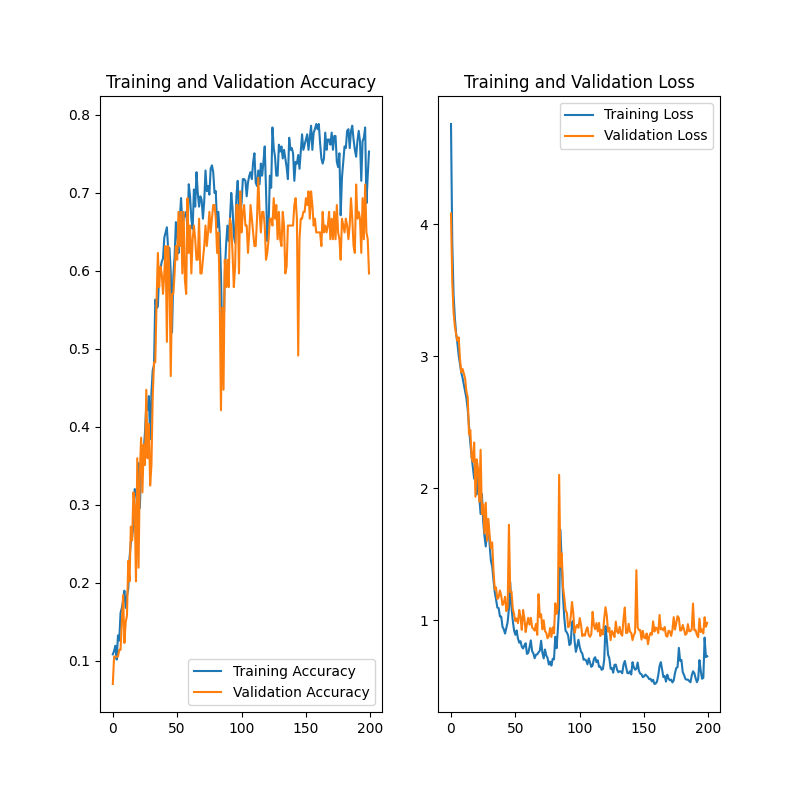 Training and Validation Accuracy
0.8
0.7
0.6
0.5
0.4
0.3
0.2
0.1
Training Accuracy
Validation Accuracy
0 50 100 150 200
Training and Validation Loss
Training Loss
Validation Loss
4
3
2
1
0 50 100 150 200